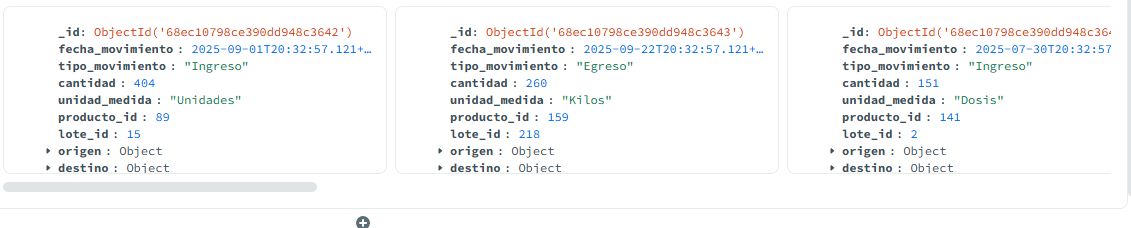 _id: ObjectId('68ec10798ce390dd948c3642')
fecha_movimiento : 2025-09-01T20:32:57.121+…
tipo_movimiento : "Ingreso"
cantidad : 404
unidad_medida : "Unidades"
producto_id : 89
lote_id : 15
origen : Object
destino : Object
_id: ObjectId('68ec10798ce390dd948c3643')
fecha_movimiento : 2025-09-22T20:32:57.121+…
tipo_movimiento : "Egreso"
cantidad : 260
unidad_medida : "Kilos"
producto_id : 159
lote_id : 218
origen : Object
destino : Object
_id: ObjectId('68ec10798ce390dd948c364
fecha_movimiento : 2025-07-30T20:32:57
tipo_movimiento : "Ingreso"
cantidad : 151
unidad_medida : "Dosis"
producto_id : 141
lote_id : 2
origen : Object
destino : Object